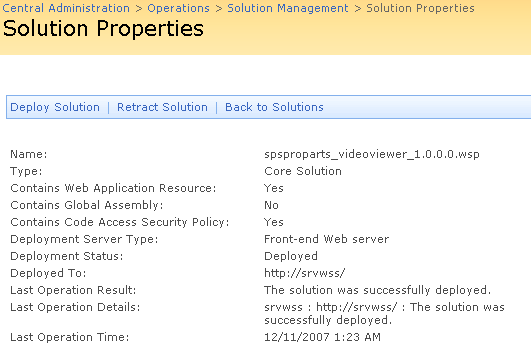 Central Administration > Operations > Solution Management > Solution Properties
Solution Properties
Deploy Solution | Retract Solution | Back to Solutions
Name: spsproparts_videoviewer_1.0.0.0.wsp
Type: Core Solution
Contains Web Application Resource: Yes
Contains Global Assembly: No
Contains Code Access Security Policy: Yes
Deployment Server Type: Front-end Web server
Deployment Status: Deployed
Deployed To: http://srvwss/
Last Operation Result: The solution was successfully deployed.
Last Operation Details: srvwss : http://srvwss/ : The solution was
successfully deployed.
Last Operation Time: 12/11/2007 1:23 AM